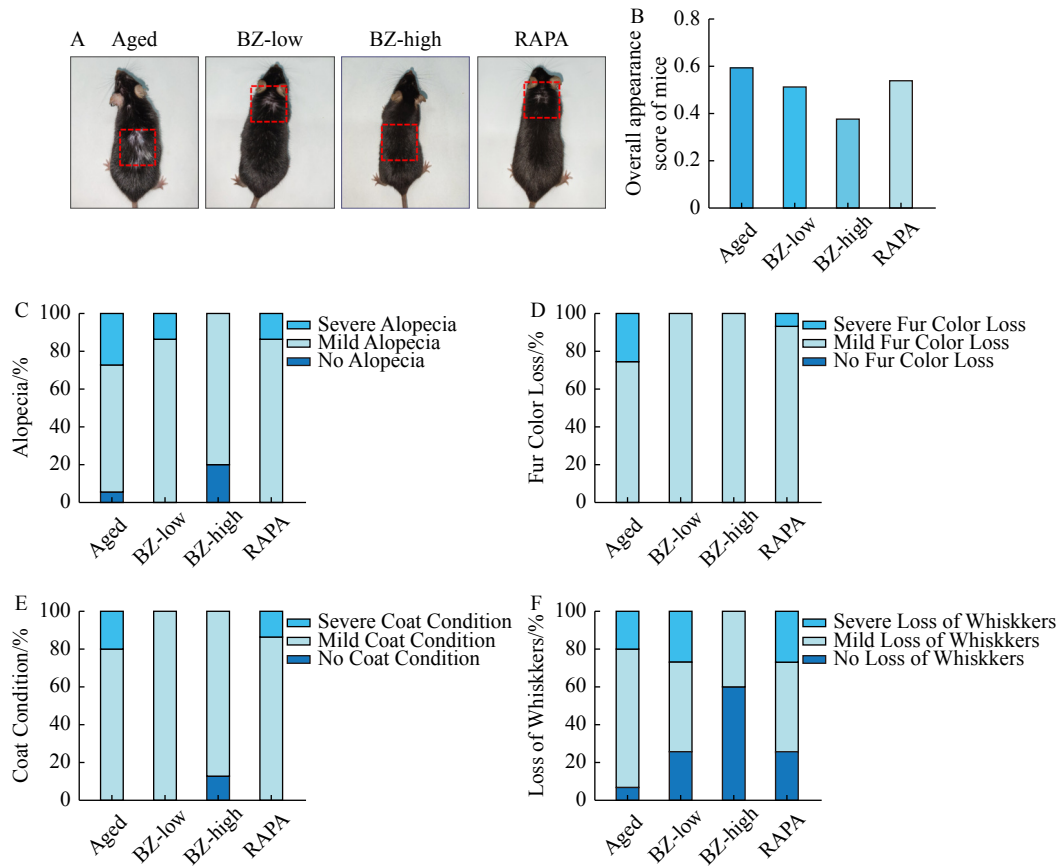 A
Aged
BZ-low
BZ-high
RAPA
B
Overall appearance
score of mice
0.8
0.6
0.4
0.2
0
Aged
BZ-low
BZ-high
RAPA
C
Alopecia/%
100
80
60
40
20
0
Aged
BZ-low
BZ-high
RAPA
Severe Alopecia
Mild Alopecia
No Alopecia
D
Fur Color Loss/%
100
80
60
40
20
0
Severe Fur Color Loss
Mild Fur Color Loss
No Fur Color Loss
Aged
BZ-low
BZ-high
RAPA
E
Coat Condition/%
100
80
60
40
20
0
Aged
BZ-low
BZ-high
RAPA
Severe Coat Condition
Mild Coat Condition
No Coat Condition
F
Loss of Whiskkers/%
100
80
60
40
20
0
Aged
BZ-low
BZ-high
RAPA
Severe Loss of Whiskkers
Mild Loss of Whiskkers
No Loss of Whiskkers